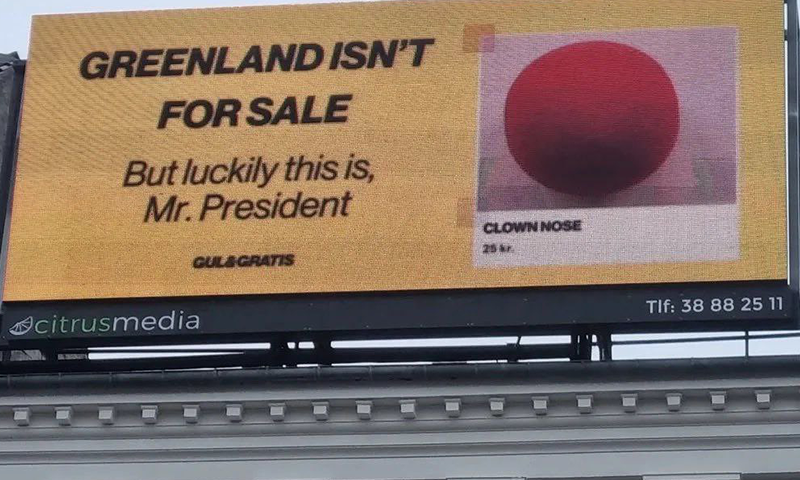 GREENLAND ISN'T
FOR SALE
But luckily this is,
Mr. President
GUL&GRATIS
CLOWN NOSE
25 kr.
citrusmedia
Tlf: 38 88 25 11